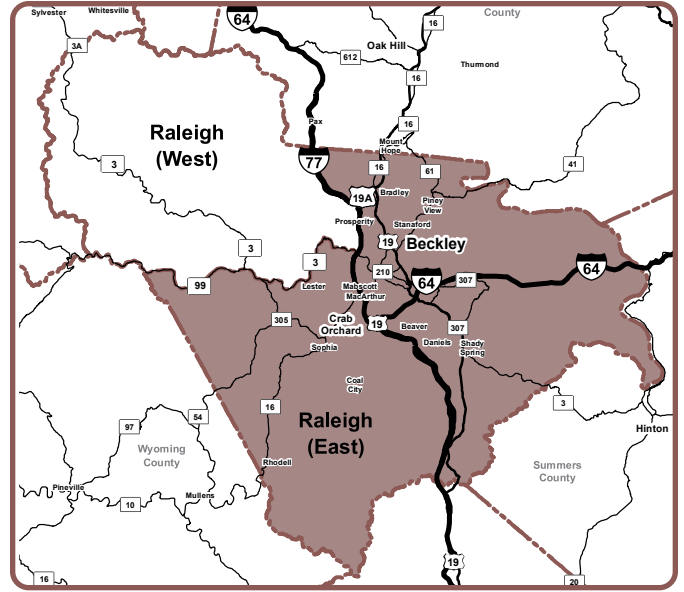 Sylvester
Whitesville
64
16
County
3A
Oak Hill
612
Thurmond
16
Pax
16
Raleigh
(West)
Mount
Hope
77
3
16
61
41
19A
Bradley
Piney
View
Prosperity
Stanaford
19
Beckley
3
3
210
64
64
307
99
Lester
Mabscott
MacArthur
305
Crab
Orchard
19
Beaver
307
Sophia
Daniels
Shady
Spring
Coal
City
16
3
54
Raleigh
(East)
97
Hinton
Wyoming
County
Rhodell
Summers
County
Pineville
Mullens
10
19
16
20